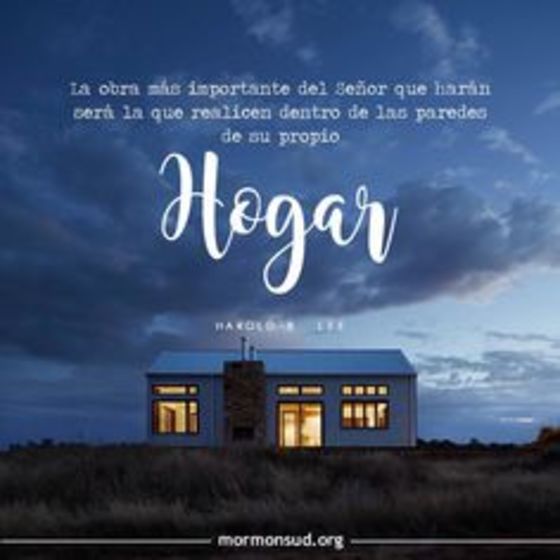 La obra más importante del Señor que harán
será la que realicen dentro de las paredes
de su propio
Hogar
HAROLD B. LEE
mormonsud.org